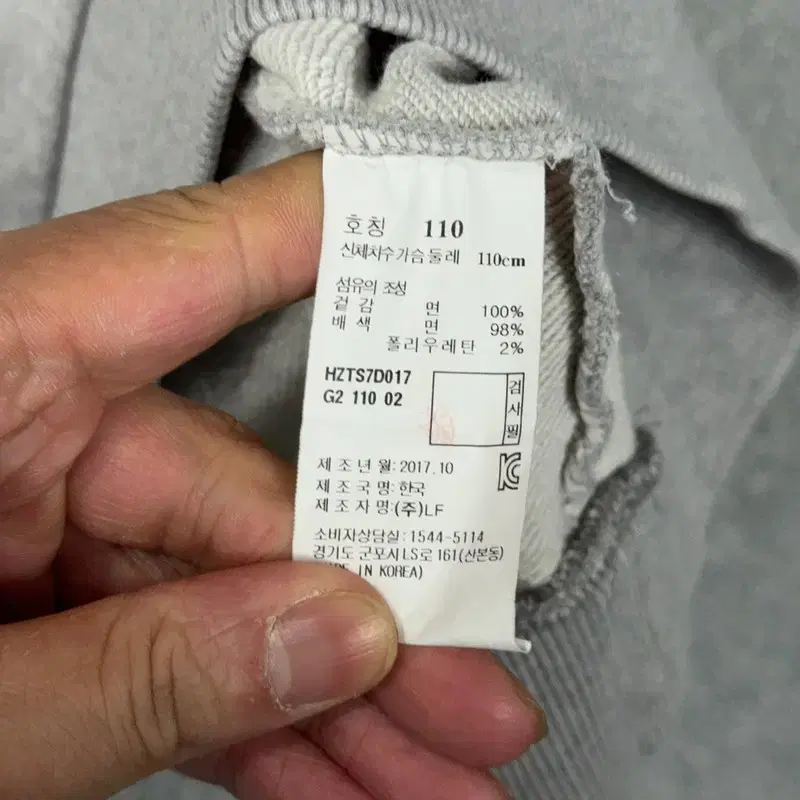 호칭 110
신체치수 가슴둘레 110cm
섬유의 조성
겉감 면 100%
배색 면 98%
폴리우레탄 2%
HZTS7D017
G2 110 02
검사필
제조년월: 2017.10
제조국명: 한국
제조자명: (주)LF
소비자상담실: 1544-5114
경기도 군포시 LS로 161(산본동)
IN KOREA)